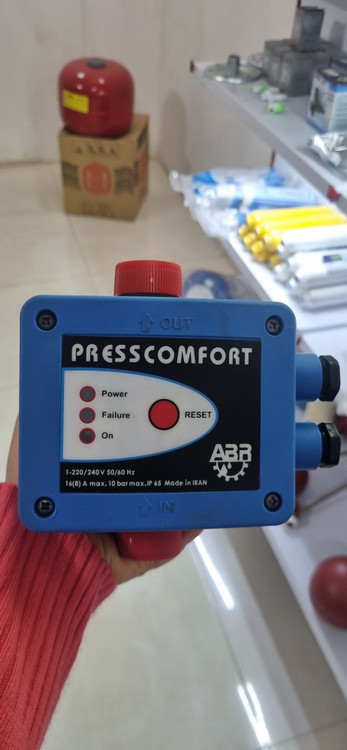 OUT
PRESSCOMFORT
Power
Failure
On
RESET
ABR
1-220/240V 50/60 Hz
16(8) A max, 10 bar max, IP 65 Made in IRAN
IN